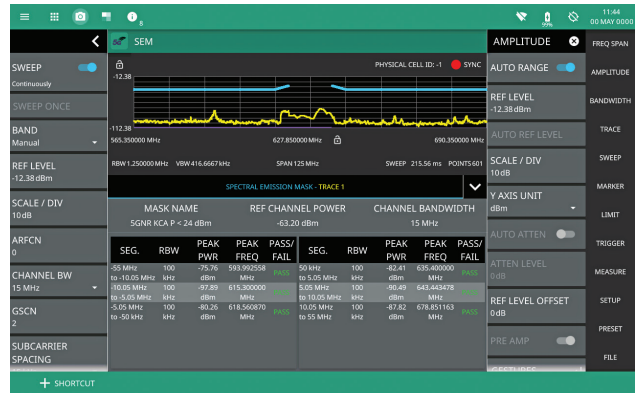 8
99%
11:44
00 MAY 0000
SWEEP
Continuously
SWEEP ONCE
BAND
Manual
REF LEVEL
-12.38 dBm
SCALE / DIV
10 dB
ARFCN
0
CHANNEL BW
15 MHz
GSCN
2
SUBCARRIER
SPACING
5G SEM
PHYSICAL CELL ID: -1 SYNC
-12.38
-112.38
565.350000 MHz 627.850000 MHz 690.350000 MHz
RBW 1.250000 MHz VBW 416.6667 kHz SPAN 125 MHz SWEEP 215.56 ms POINTS 601
SPECTRAL EMISSION MASK - TRACE 1
MASK NAME REF CHANNEL POWER CHANNEL BANDWIDTH
5GNR KCA P < 24 dBm -63.20 dBm 15 MHz
SEG. RBW PEAK PWR PEAK FREQ PASS/ FAIL SEG. RBW PEAK PWR PEAK FREQ PASS/ FAIL
-55 MHz 100 -75.76 593.992558 PASS 50 kHz 100 -82.41 635.400000 PASS
to -10.05 MHz kHz dBm MHz to 5.05 MHz kHz dBm MHz
-10.05 MHz 100 -97.89 615.300000 PASS 5.05 MHz 100 -90.49 643.443478 PASS
to -5.05 MHz kHz dBm MHz to 10.05 MHz kHz dBm MHz
-5.05 MHz 100 -80.26 618.560870 PASS 10.05 MHz 100 -87.82 678.851163 PASS
to -50 kHz kHz dBm MHz to 55 MHz kHz dBm MHz
AMPLITUDE
AUTO RANGE
REF LEVEL
-12.38 dBm
AUTO REF LEVEL
SCALE / DIV
10 dB
Y AXIS UNIT
dBm
AUTO ATTEN
ATTEN LEVEL
0 dB
REF LEVEL OFFSET
0 dB
PRE AMP
GESTURES
FREQ SPAN
AMPLITUDE
BANDWIDTH
TRACE
SWEEP
MARKER
LIMIT
TRIGGER
MEASURE
SETUP
PRESET
FILE
+ SHORTCUT